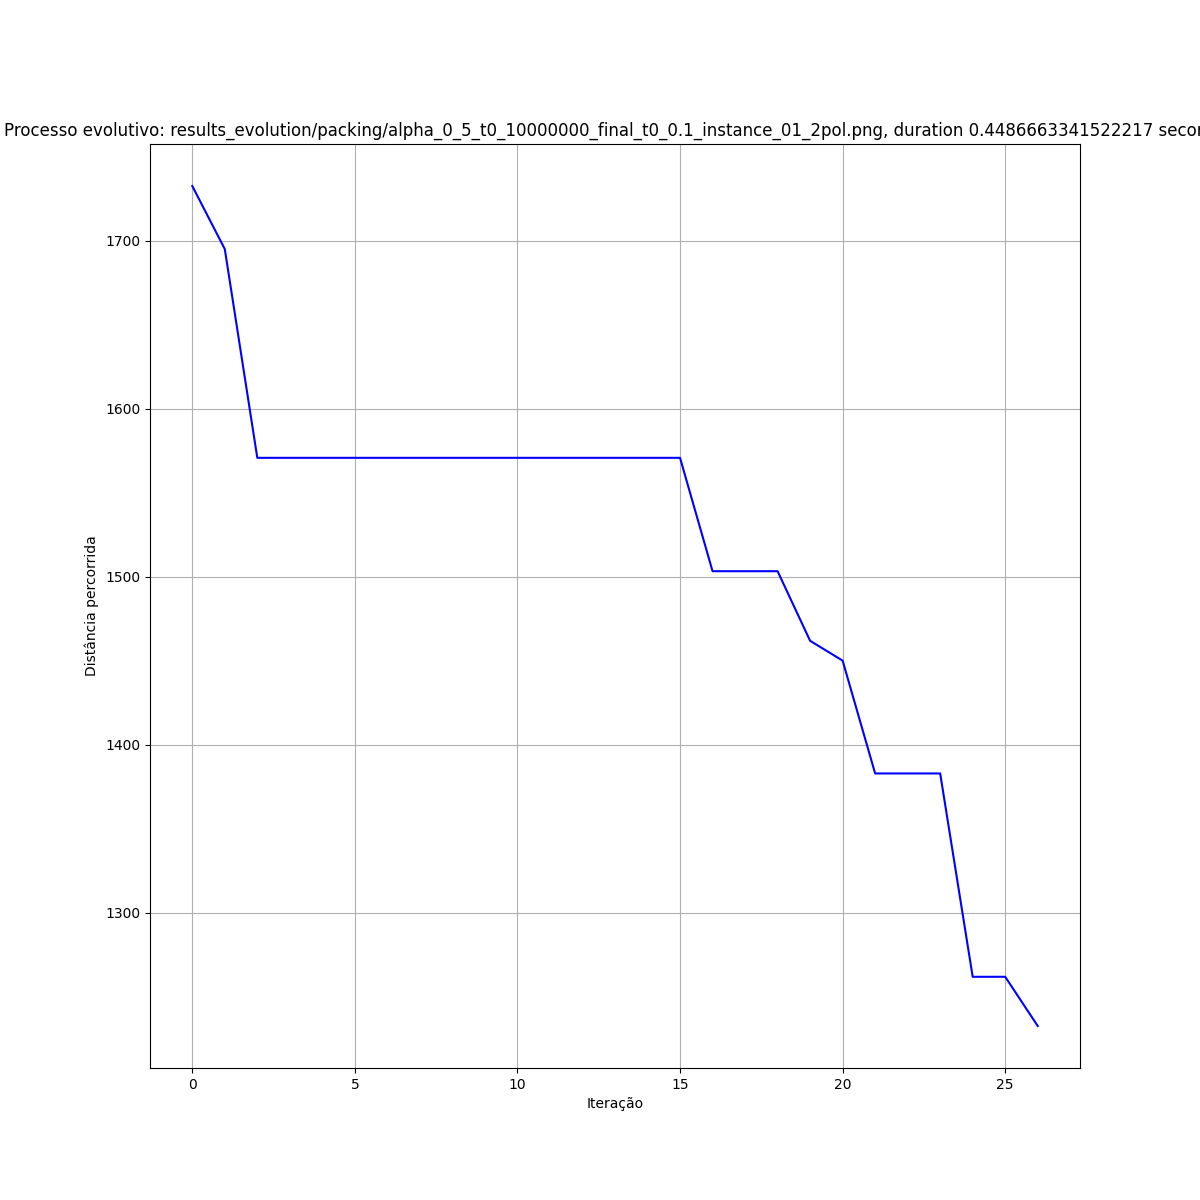 Processo evolutivo: results_evolution/packing/alpha_0_5_t0_10000000_final_t0_0.1_instance_01_2pol.png, duration 0.4486663341522217 secon
1700
1600
1500
1400
1300
Distância percorrida
0 5 10 15 20 25
Iteração